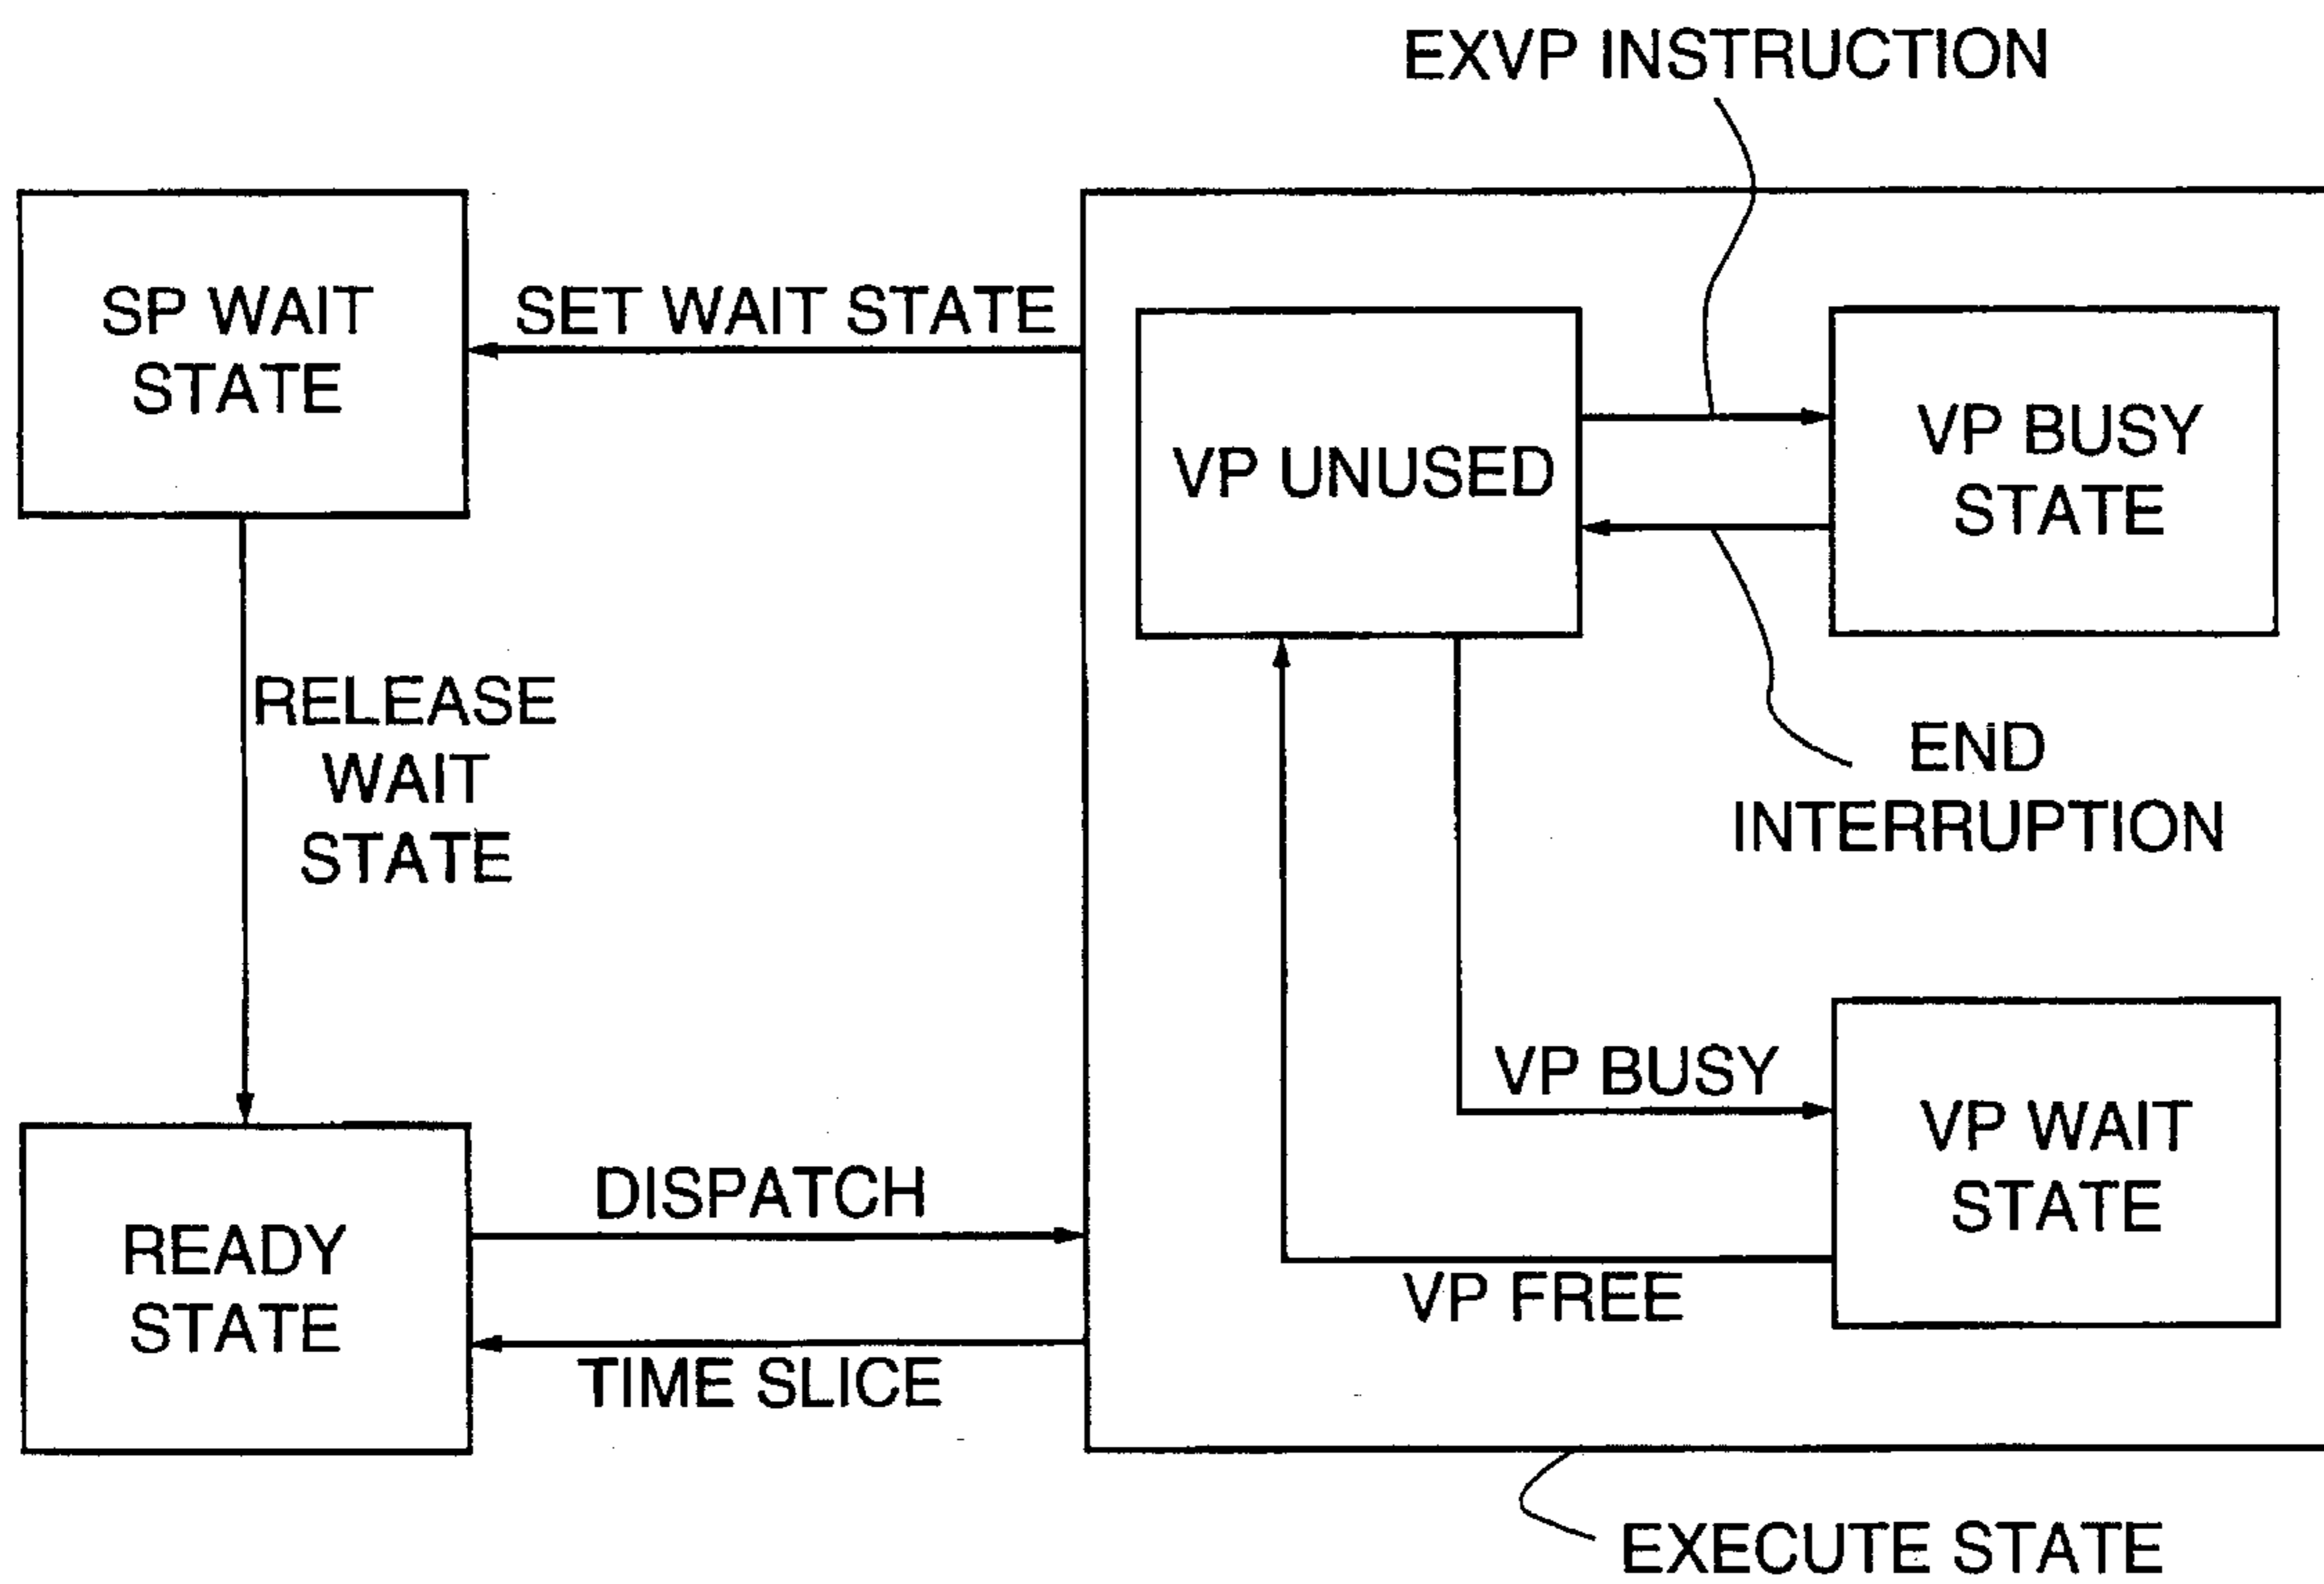 EXVP INSTRUCTION
SP WAIT
STATE
SET WAIT STATE
VP UNUSED
VP BUSY
STATE
RELEASE
WAIT
STATE
END
INTERRUPTION
VP BUSY
VP WAIT
STATE
VP FREE
READY
STATE
DISPATCH
TIME SLICE
EXECUTE STATE